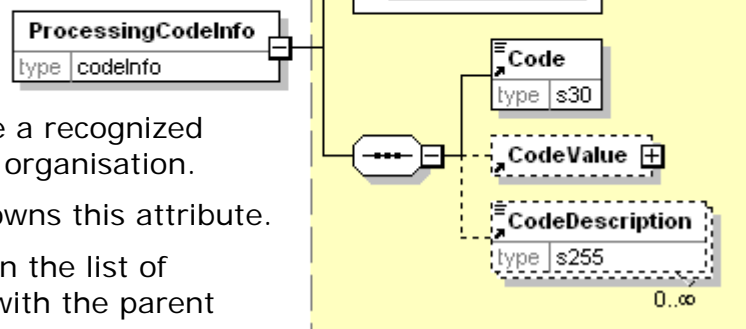 ProcessingCodeInfo
type codeInfo
e a recognized
organisation.
owns this attribute.
n the list of
with the parent
Code
type s30
CodeValue
CodeDescription
type s255
0..∞